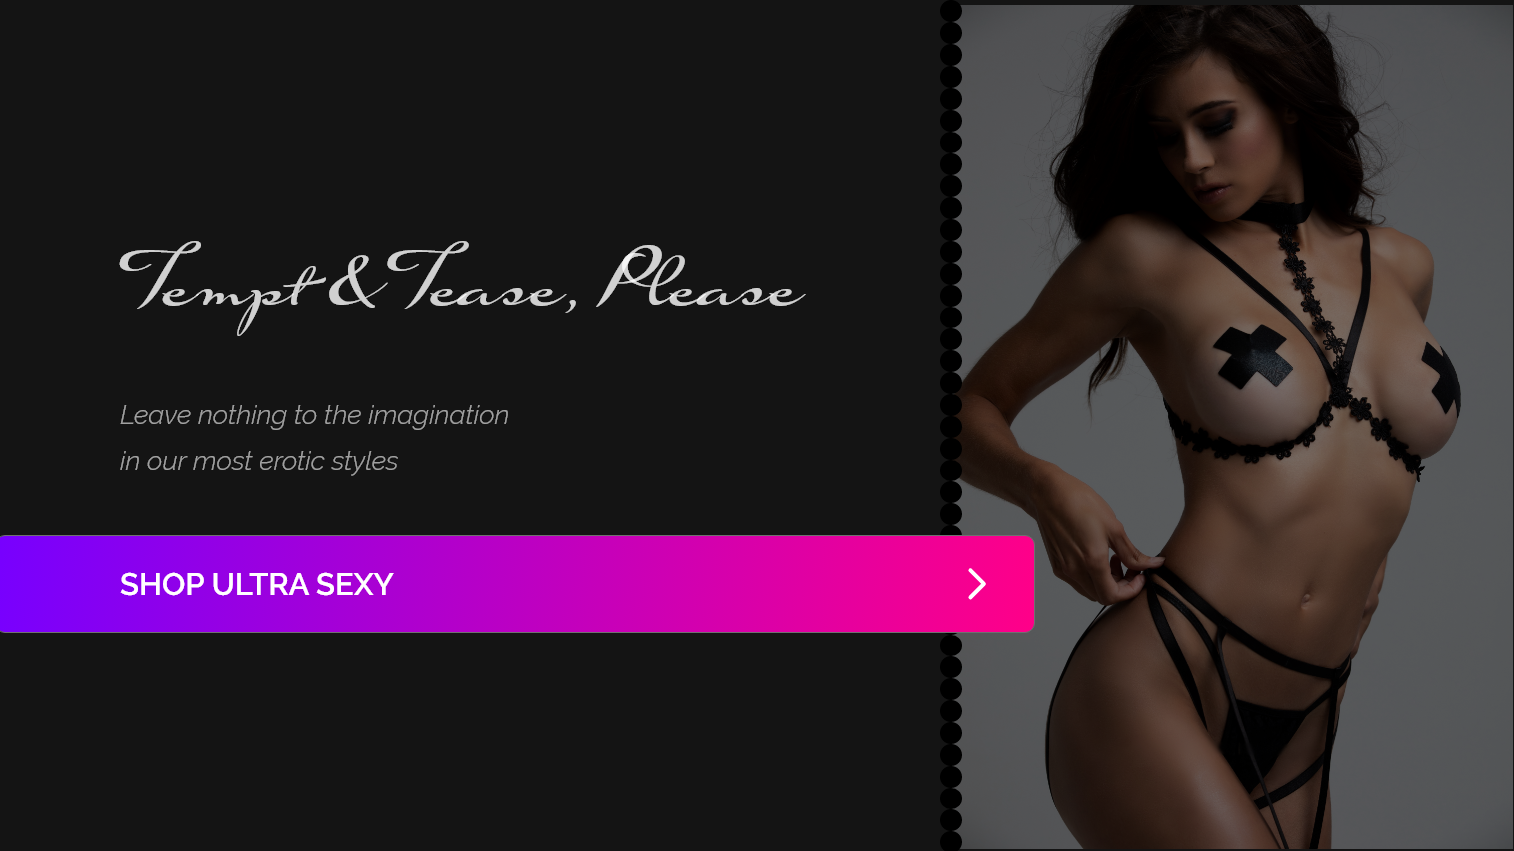 Tempt & Tease, Please
Leave nothing to the imagination
in our most erotic styles
SHOP ULTRA SEXY